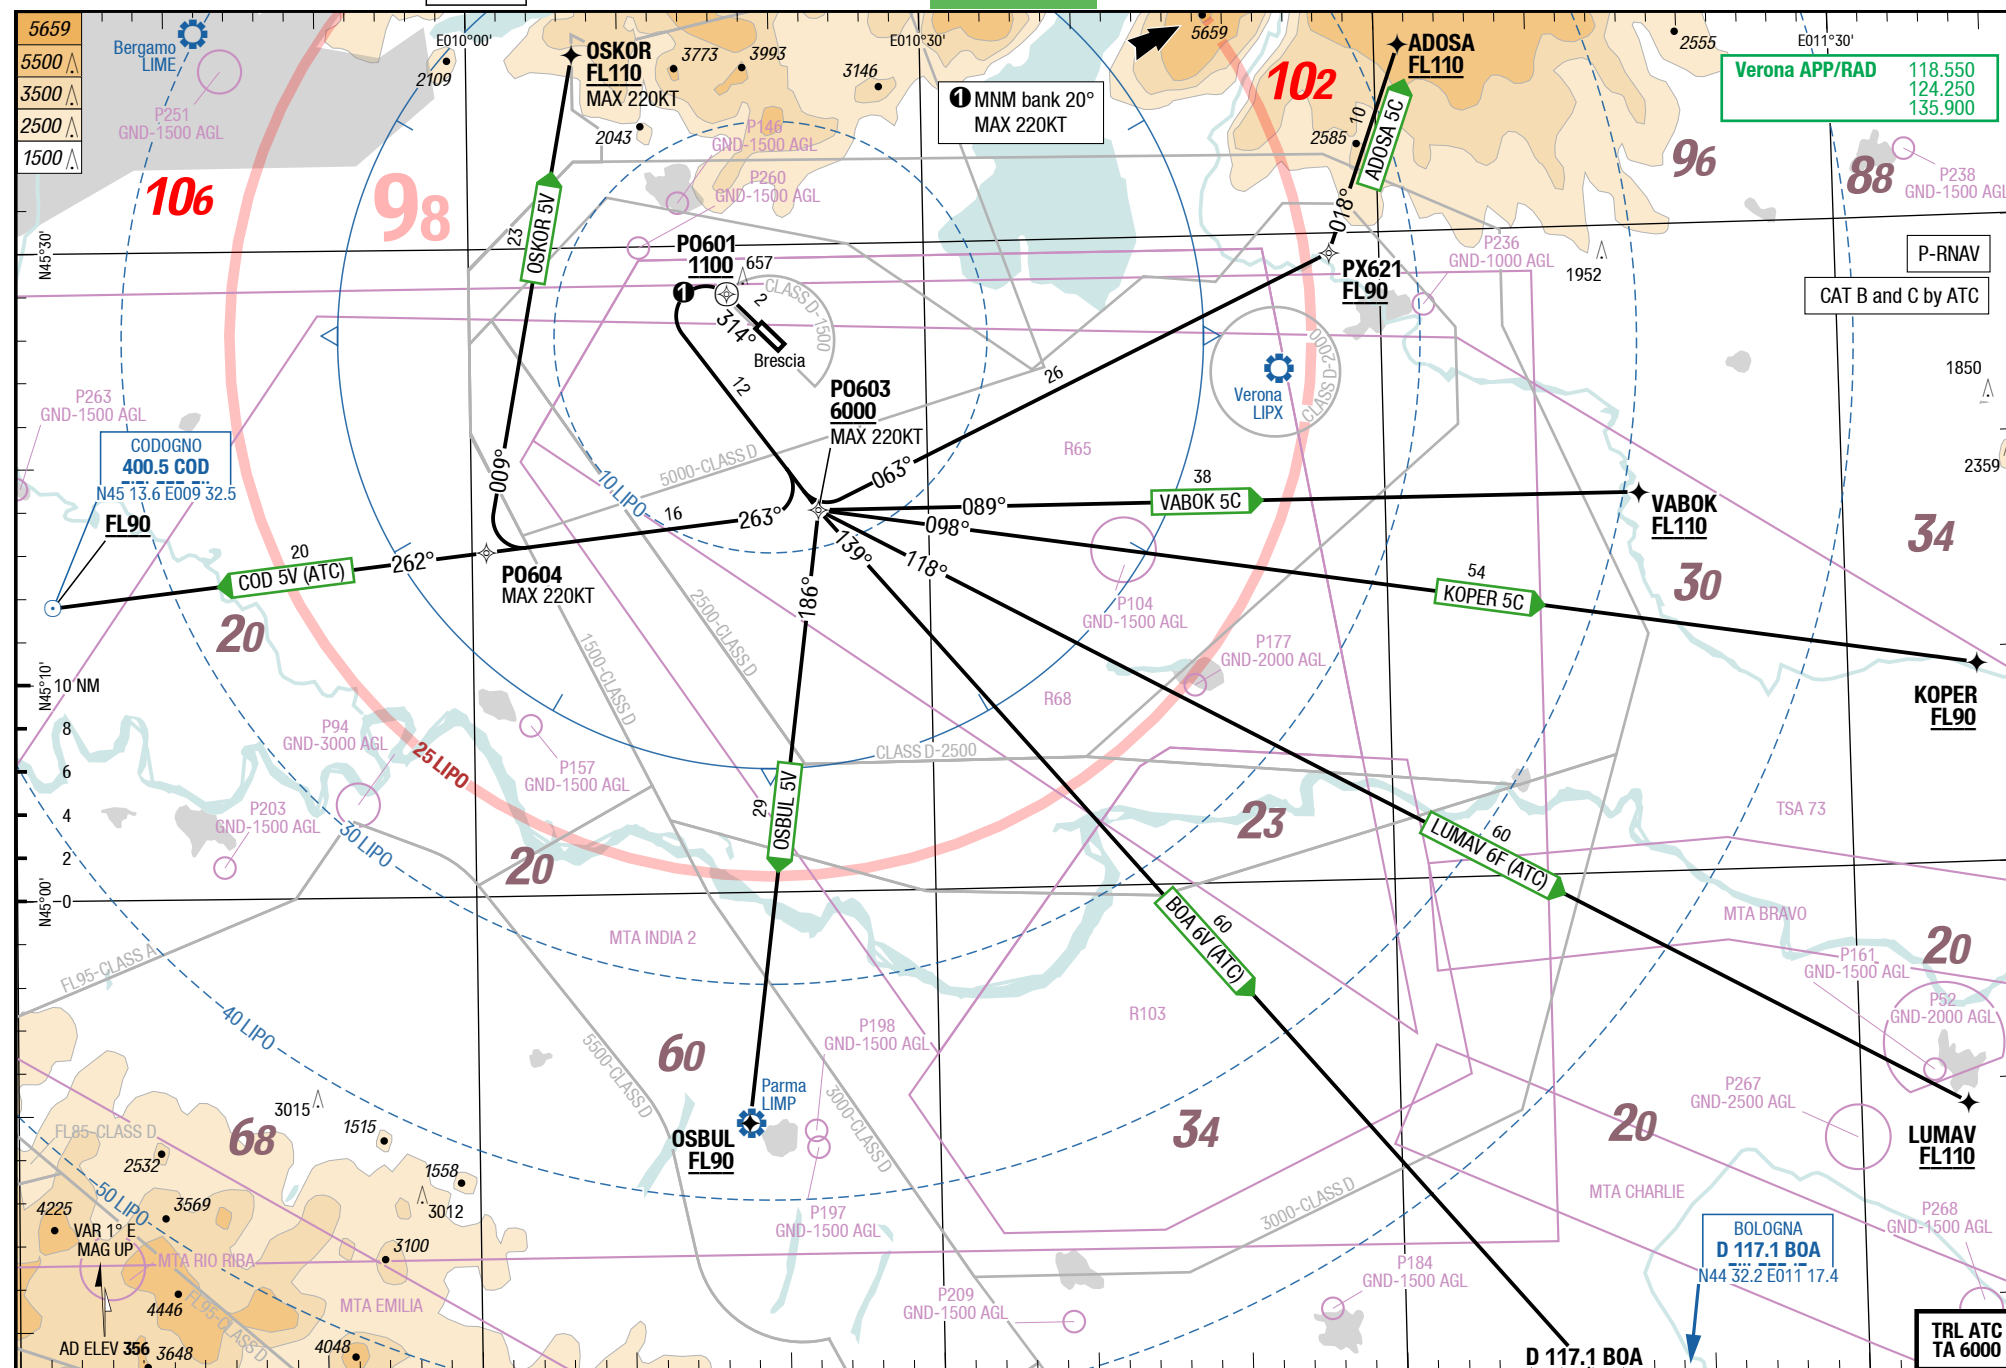 5659
5500
3500
2500
1500
Bergamo
LIME
P251
GND-1500 AGL
106
98
2109
E010°00'
OSKOR
FL110
MAX 220KT
3773
3993
3146
2043
P146
GND-1500 AGL
P260
GND-1500 AGL
E010°30'
1 MNM bank 20°
MAX 220KT
5659
102
ADOSA
FL110
2585
10
ADOSA 5C
018°
2555
E011°30'
Verona APP/RAD 118.550
124.250
135.900
96
88
P238
GND-1500 AGL
P-RNAV
CAT B and C by ATC
N45°30'
23
OSKOR 5V
009°
PO601
1100
657
1
2
314°
CLASS D-1500
Brescia
12
PX621
FL90
P236
GND-1000 AGL
1952
1850
2359
26
Verona
LIPX
CLASS D-2000
P263
GND-1500 AGL
CODOGNO
400.5 COD
N45 13.6 E009 32.5
FL90
PO603
6000
MAX 220KT
R65
5000-CLASS D
10 LIPO
063°
38
VABOK 5C
089°
VABOK
FL110
34
16
263°
20
COD 5V (ATC)
262°
PO604
MAX 220KT
098°
118°
139°
186°
54
KOPER 5C
30
P104
GND-1500 AGL
P177
GND-2000 AGL
20
2500-CLASS D
1500-CLASS D
R68
KOPER
FL90
N45°10'
10 NM
8
6
4
2
0
N45°00'
P94
GND-3000 AGL
25 LIPO
P157
GND-1500 AGL
CLASS D-2500
29
OSBUL 5V
P203
GND-1500 AGL
30 LIPO
20
23
60
LUMAV 6F (ATC)
TSA 73
60
BOA 6V (ATC)
MTA BRAVO
20
P161
GND-1500 AGL
P52
GND-2000 AGL
FL95-CLASS A
MTA INDIA 2
R103
40 LIPO
5500-CLASS D
60
P198
GND-1500 AGL
3000-CLASS D
Parma
LIMP
OSBUL
FL90
34
20
P267
GND-2500 AGL
LUMAV
FL110
3015
1515
68
FL85-CLASS D
2532
1558
3012
50 LIPO
4225
3569
VAR 1° E
MAG UP
MTA RIO RIBA
3100
4446
FL95-CLASS D
MTA EMILIA
AD ELEV 356
3648
4048
P197
GND-1500 AGL
P209
GND-1500 AGL
3000-CLASS D
P184
GND-1500 AGL
MTA CHARLIE
BOLOGNA
D 117.1 BOA
N44 32.2 E011 17.4
P268
GND-1500 AGL
TRL ATC
TA 6000
D 117.1 BOA